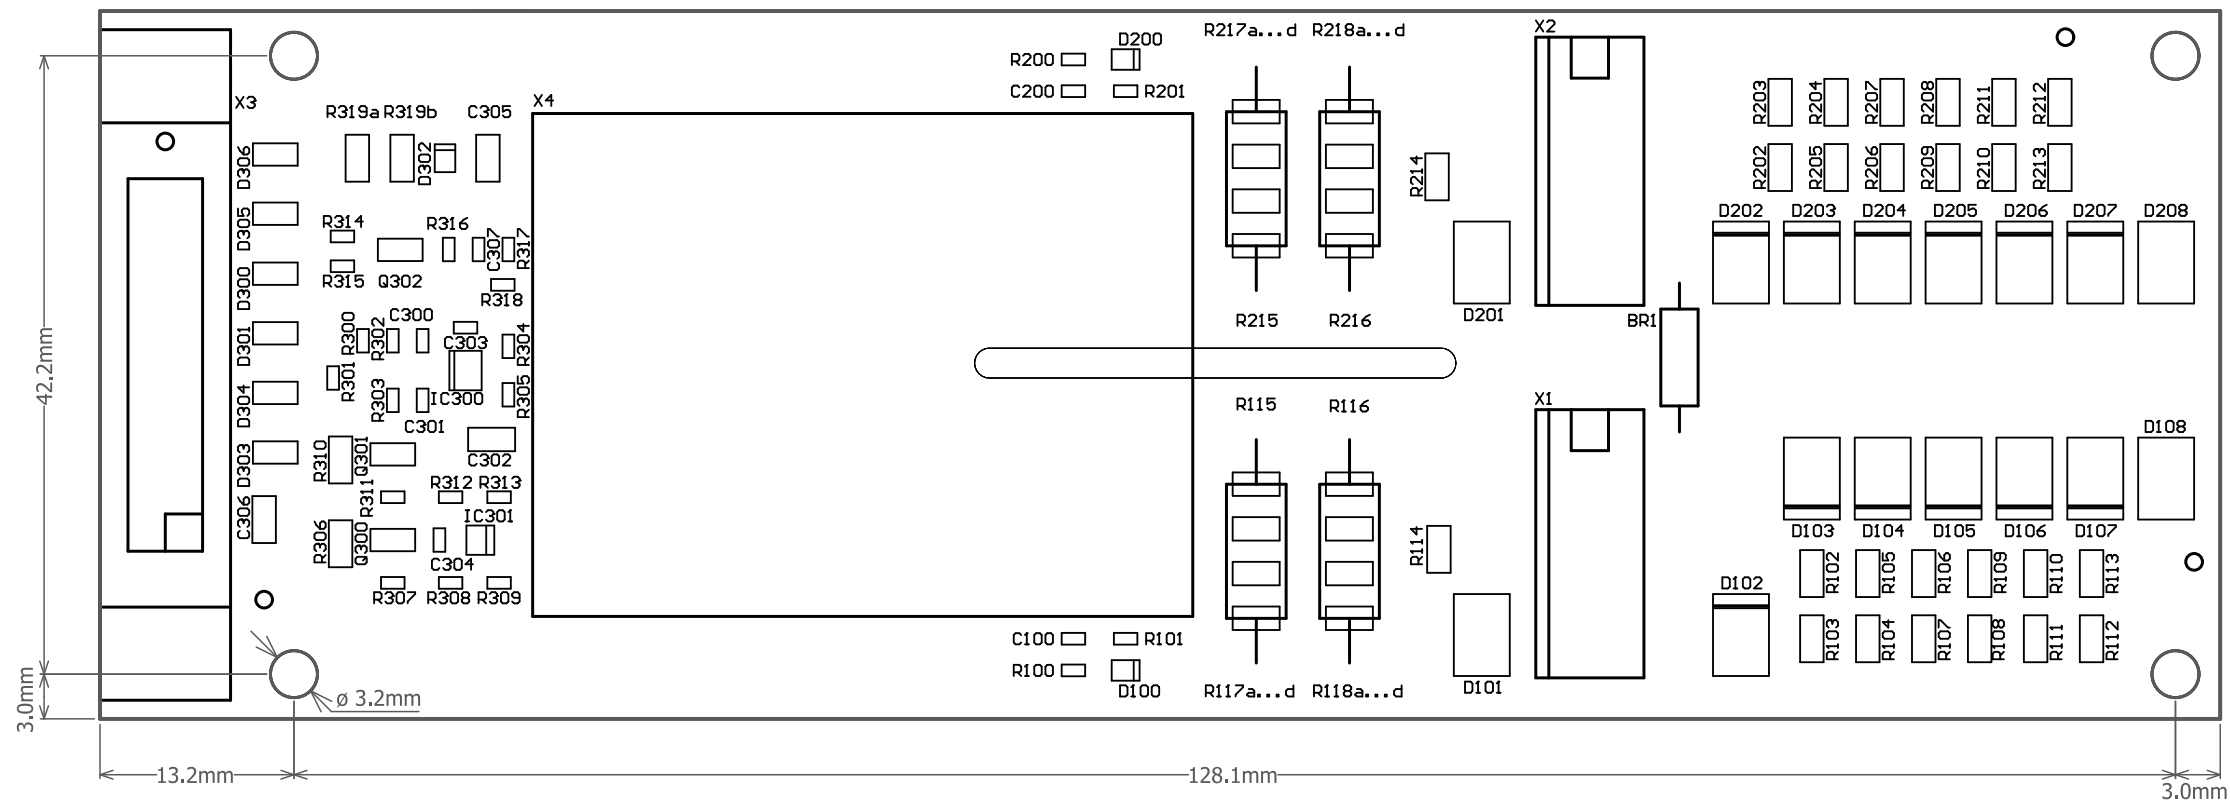 X2
R217a...d R218a...d
D200
R200
C200 R201
X3
X4
R319a R319b C305
D302
D306
R203 R204 R207 R208 R211 R212
R202 R205 R206 R209 R210 R213
R214
D305
R314
R316
C307 R317
D202 D203 D204 D205 D206 D207 D208
D300
R315 Q302
R318
C300
R300 R302
C303
R304
R215 R216
D201
BR1
D301
42.2mm
R301
R303
IC300
R305
D304
C301
R115 R116
X1
D108
D303
R310
Q301
C302
R311
R312 R313
C306
R306
Q300
IC301
C304
R114
D103 D104 D105 D106 D107
R102 R105 R106 R109 R110 R113
D102
R307 R308 R309
C100 R101
R103 R104 R107 R108 R111 R112
R100
D100
R117a...d R118a...d
D101
3.0mm
ø 3.2mm
13.2mm
128.1mm
3.0mm